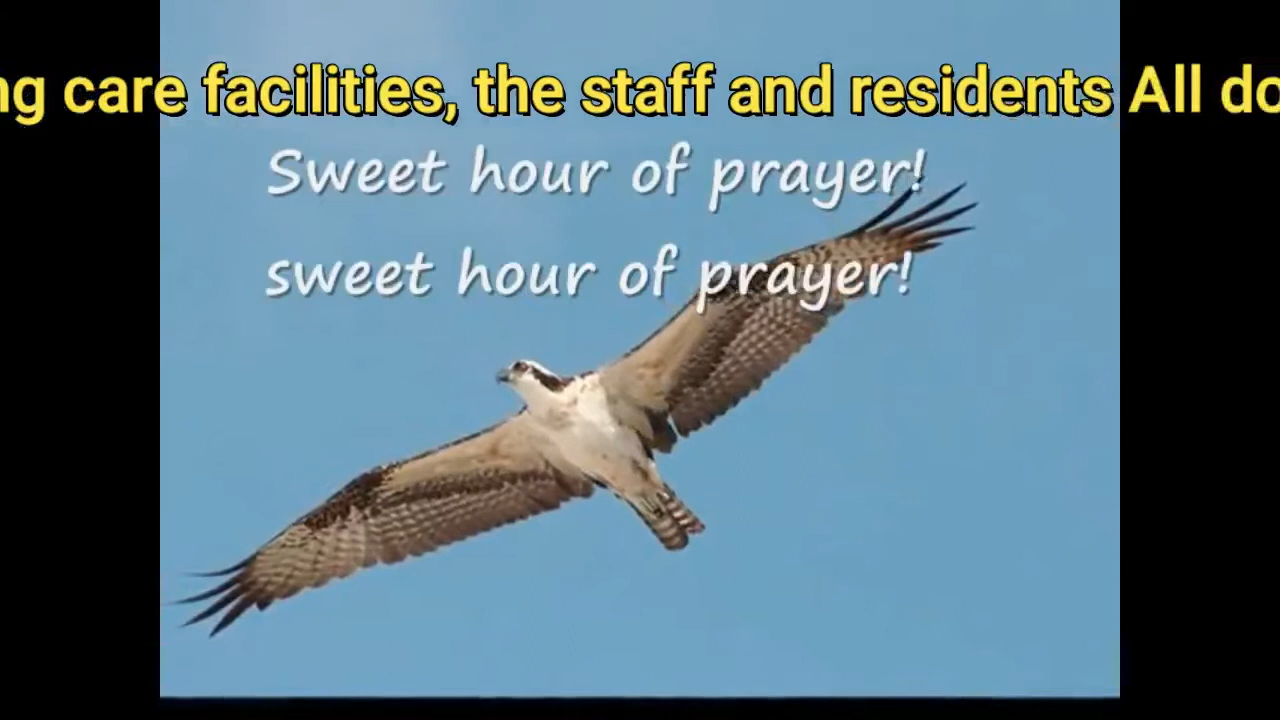 care facilities, the staff and residents All
Sweet hour of prayer!
sweet hour of prayer!